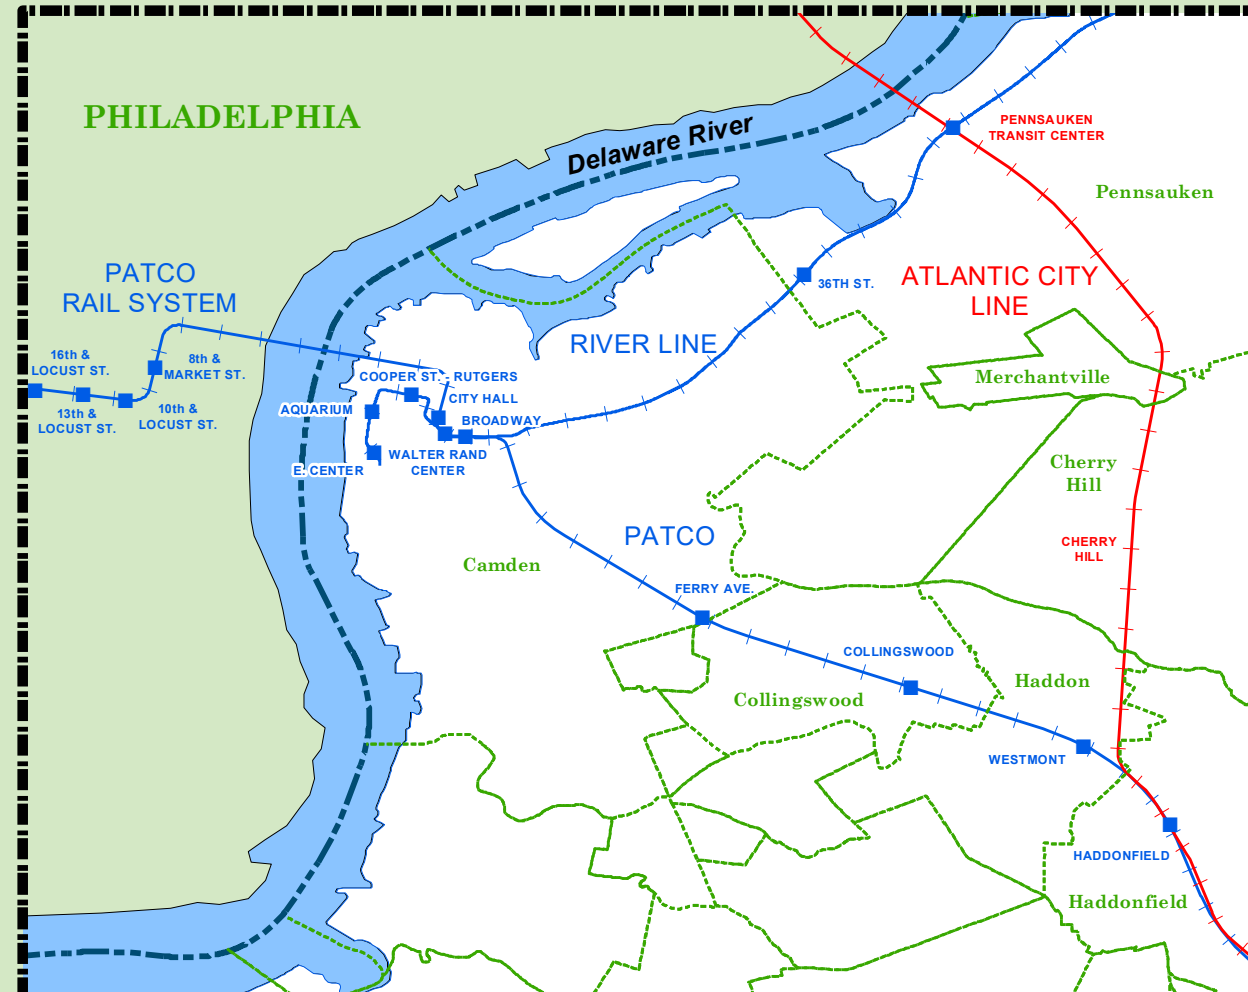 PHILADELPHIA
Delaware River
PENNSAUKEN
TRANSIT CENTER
Pennsauken
PATCO
RAIL SYSTEM
ATLANTIC CITY
LINE
36TH ST.
RIVER LINE
16th &
LOCUST ST.
8th &
MARKET ST.
13th &
LOCUST ST.
10th &
LOCUST ST.
COOPER ST. - RUTGERS
CITY HALL
AQUARIUM
BROADWAY
WALTER RAND
CENTER
E. CENTER
Merchantville
Cherry
Hill
PATCO
CHERRY
HILL
Camden
FERRY AVE.
COLLINGSWOOD
Haddon
Collingswood
WESTMONT
HADDONFIELD
Haddonfield